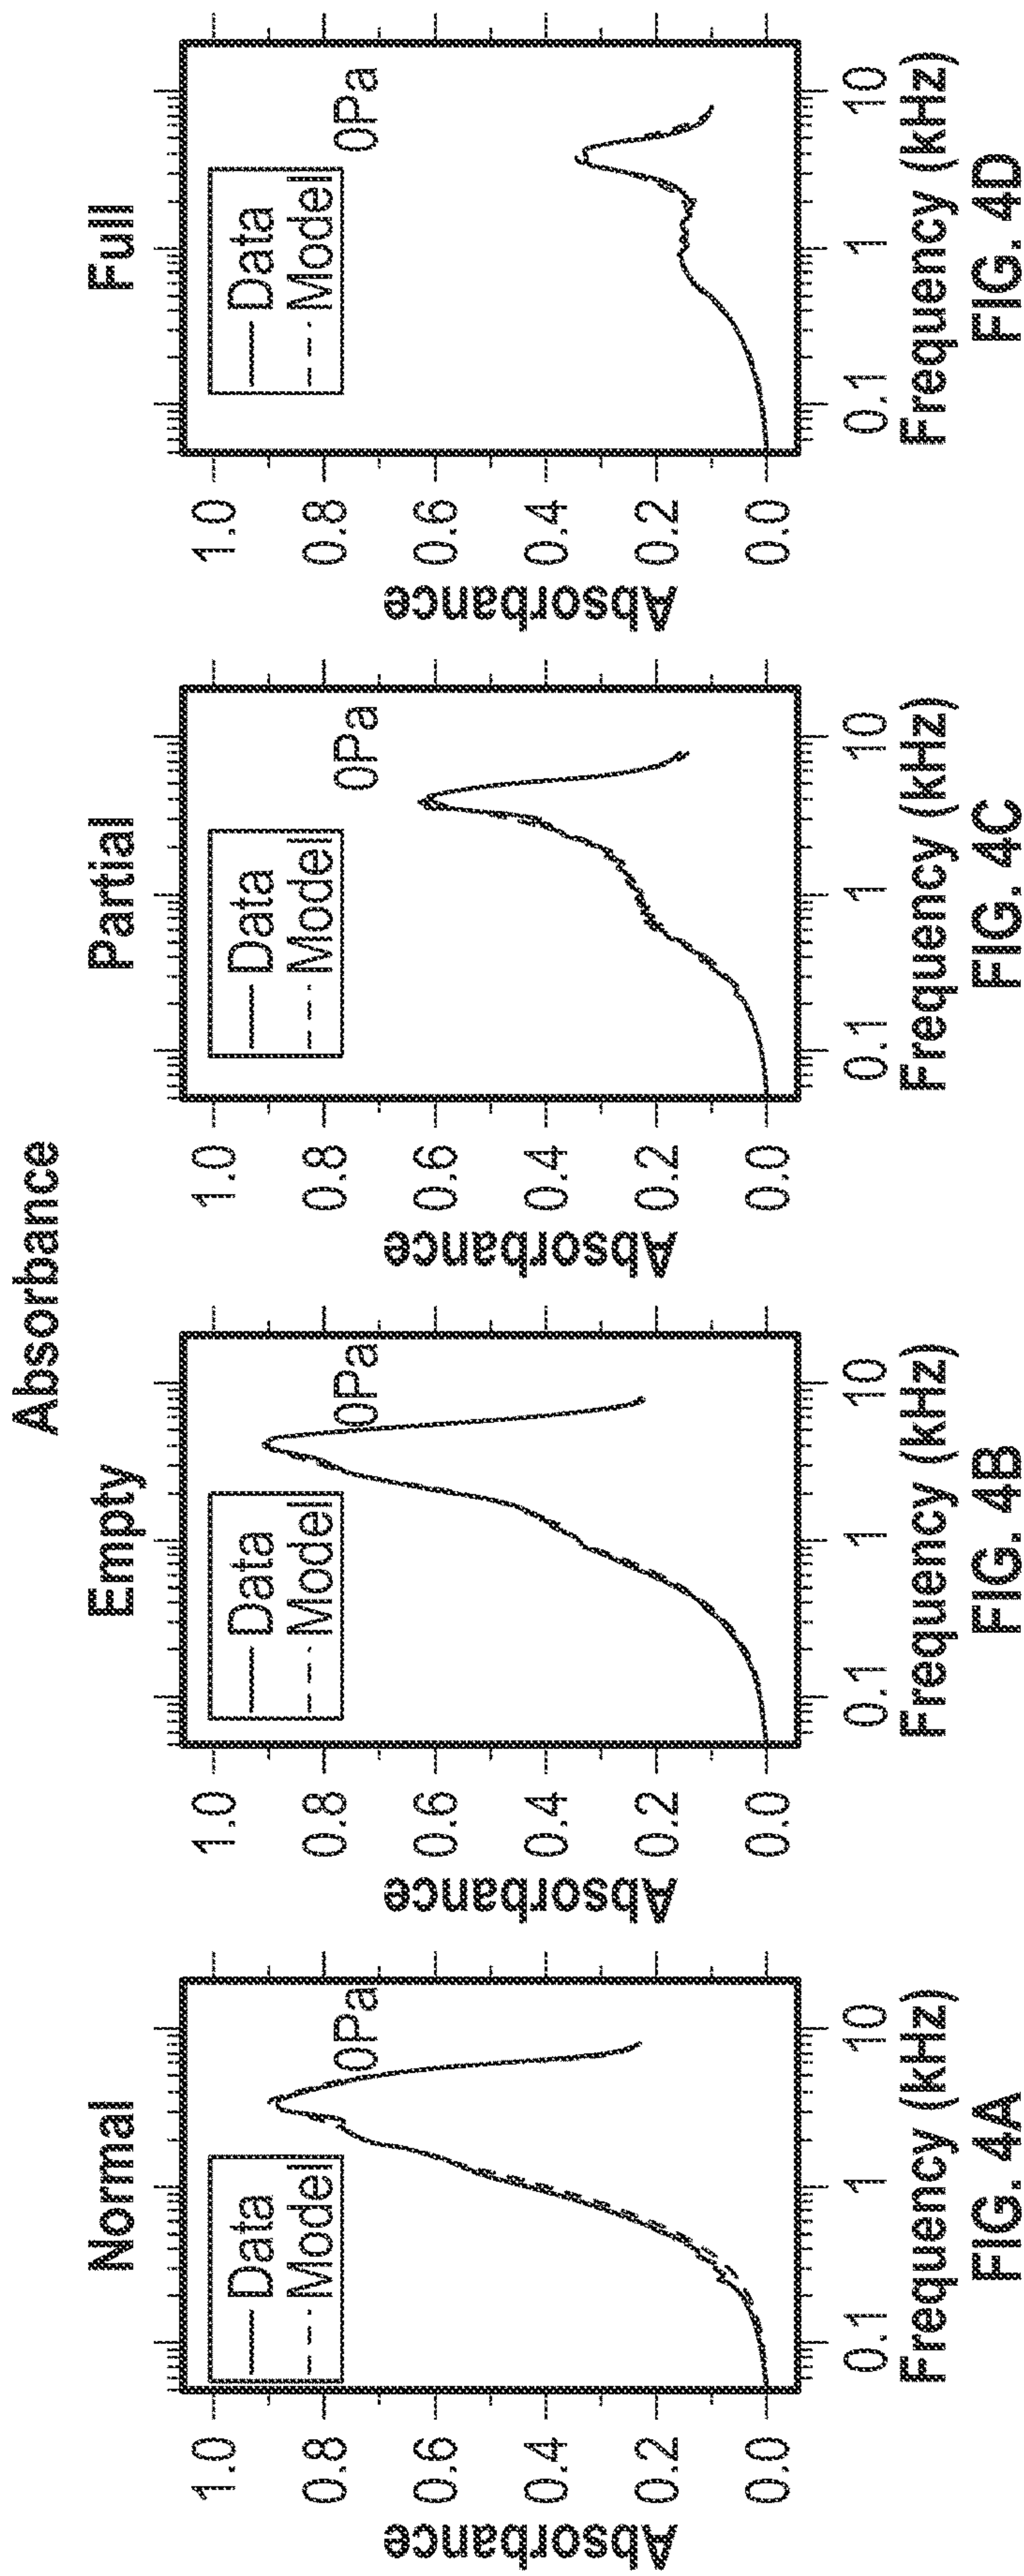 Absorbance
Normal
Absorbance
1.0
0.8
0.6
0.4
0.2
0.0
Data
Model
0Pa
0.1 1 10
Frequency (kHz)
FIG. 4A
Empty
Absorbance
1.0
0.8
0.6
0.4
0.2
0.0
Data
Model
0Pa
0.1 1 10
Frequency (kHz)
FIG. 4B
Partial
Absorbance
1.0
0.8
0.6
0.4
0.2
0.0
Data
Model
0Pa
0.1 1 10
Frequency (kHz)
FIG. 4C
Full
Absorbance
1.0
0.8
0.6
0.4
0.2
0.0
Data
Model
0Pa
0.1 1 10
Frequency (kHz)
FIG. 4D